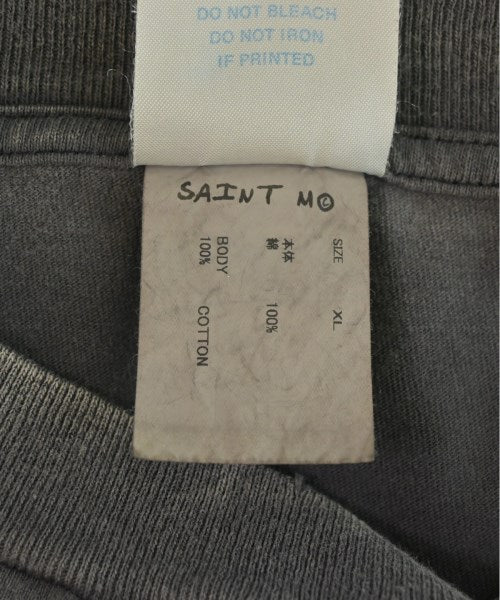 DO NOT BLEACH
DO NOT IRON
IF PRINTED
SAINT M
SIZE XL
本体
綿 100%
BODY
100% COTTON